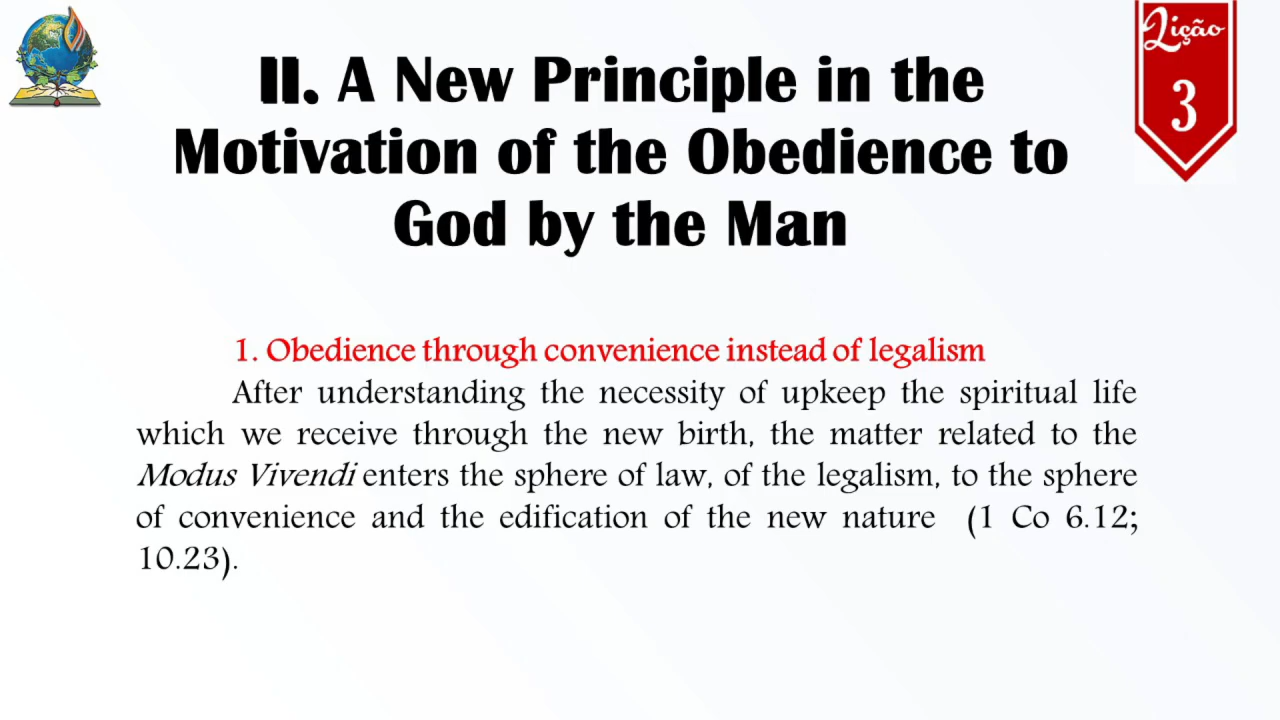 Lição
3
II. A New Principle in the
Motivation of the Obedience to
God by the Man
1. Obedience through convenience instead of legalism
After understanding the necessity of upkeep the spiritual life
which we receive through the new birth, the matter related to the
Modus Vivendi enters the sphere of law, of the legalism, to the sphere
of convenience and the edification of the new nature (1 Co 6.12;
10.23).